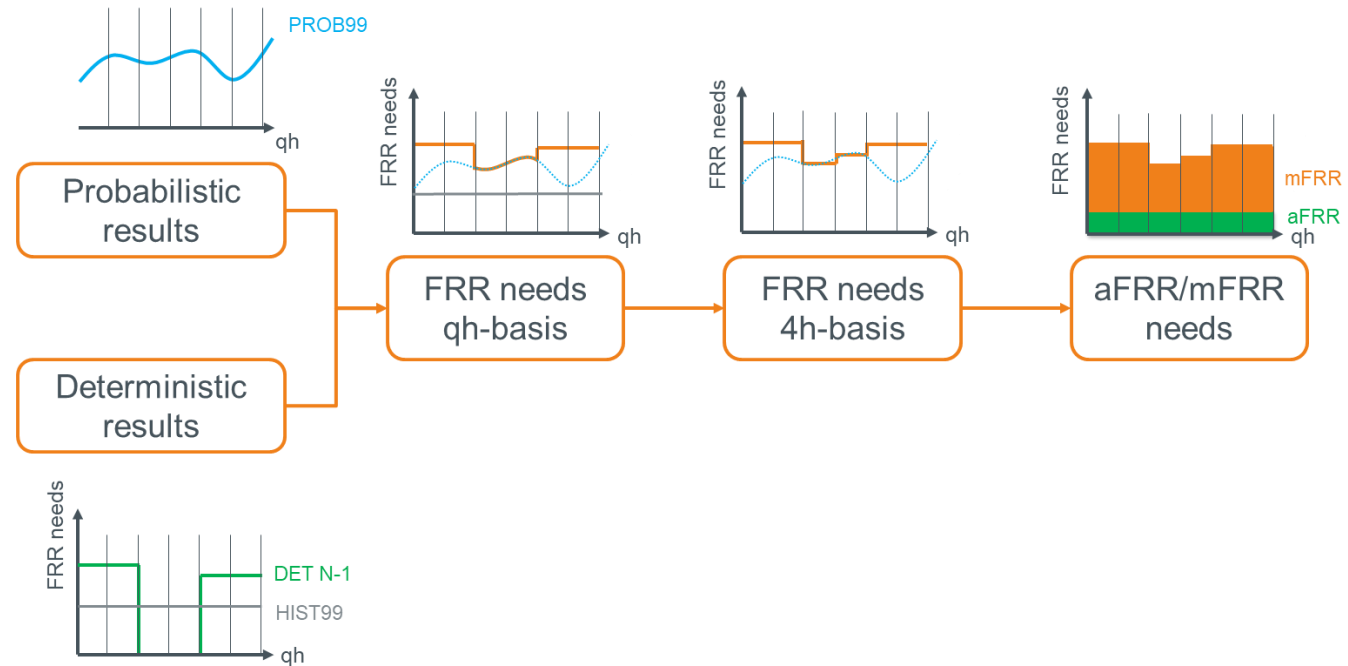 PROB99
qh
Probabilistic
results
FRR needs
qh
FRR needs
qh-basis
FRR needs
qh
FRR needs
4h-basis
FRR needs
mFRR
aFRR
qh
aFRR/mFRR
needs
Deterministic
results
FRR needs
DET N-1
HIST99
qh